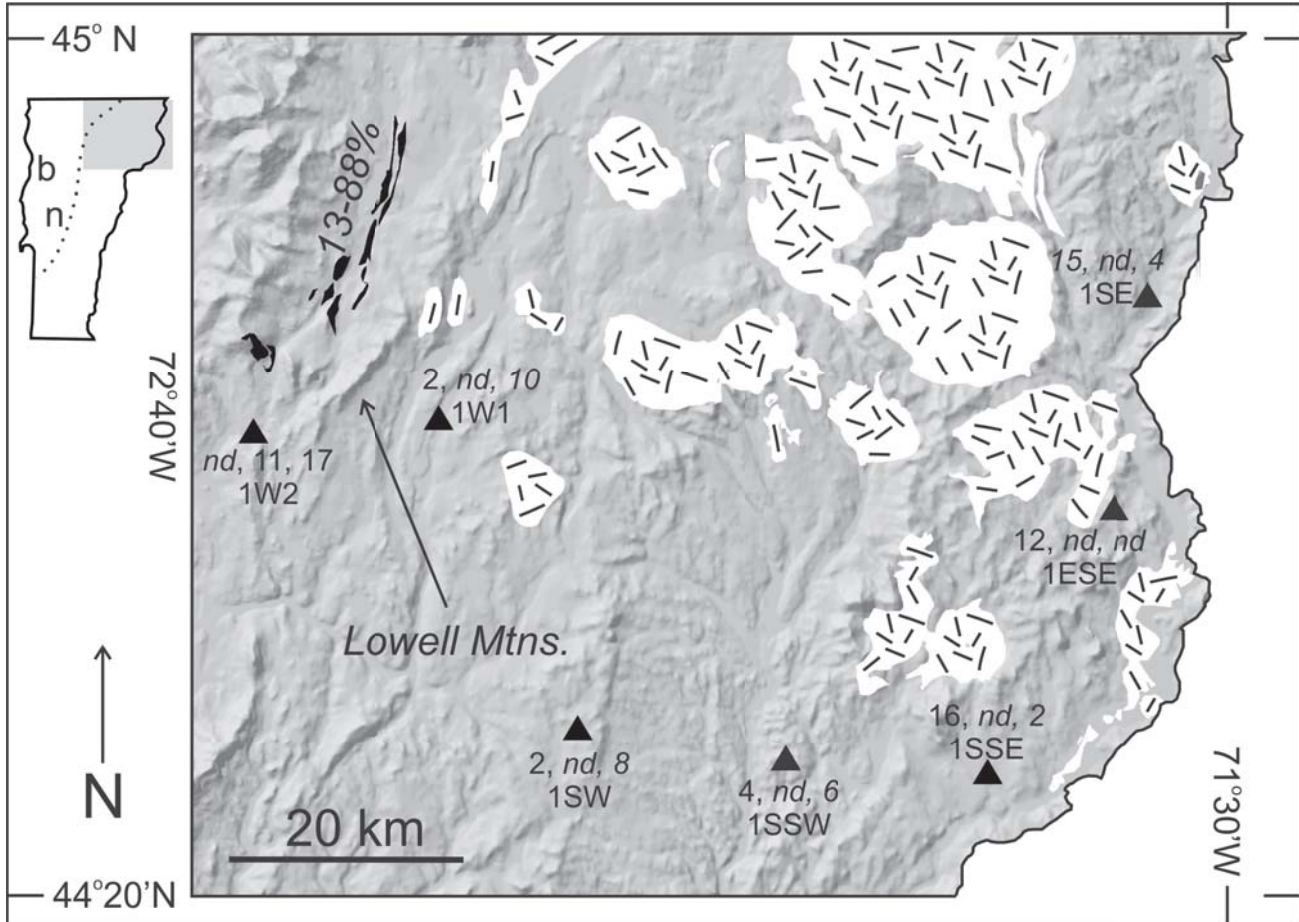 45° N
b
n
13-88%
72°40'W
15, nd, 4
1SE
2, nd, 10
1W1
nd, 11, 17
1W2
12, nd, nd
1ESE
Lowell Mtns.
16, nd, 2
1SSE
2, nd, 8
1SW
4, nd, 6
1SSW
N
20 km
71°30'W
44°20'N